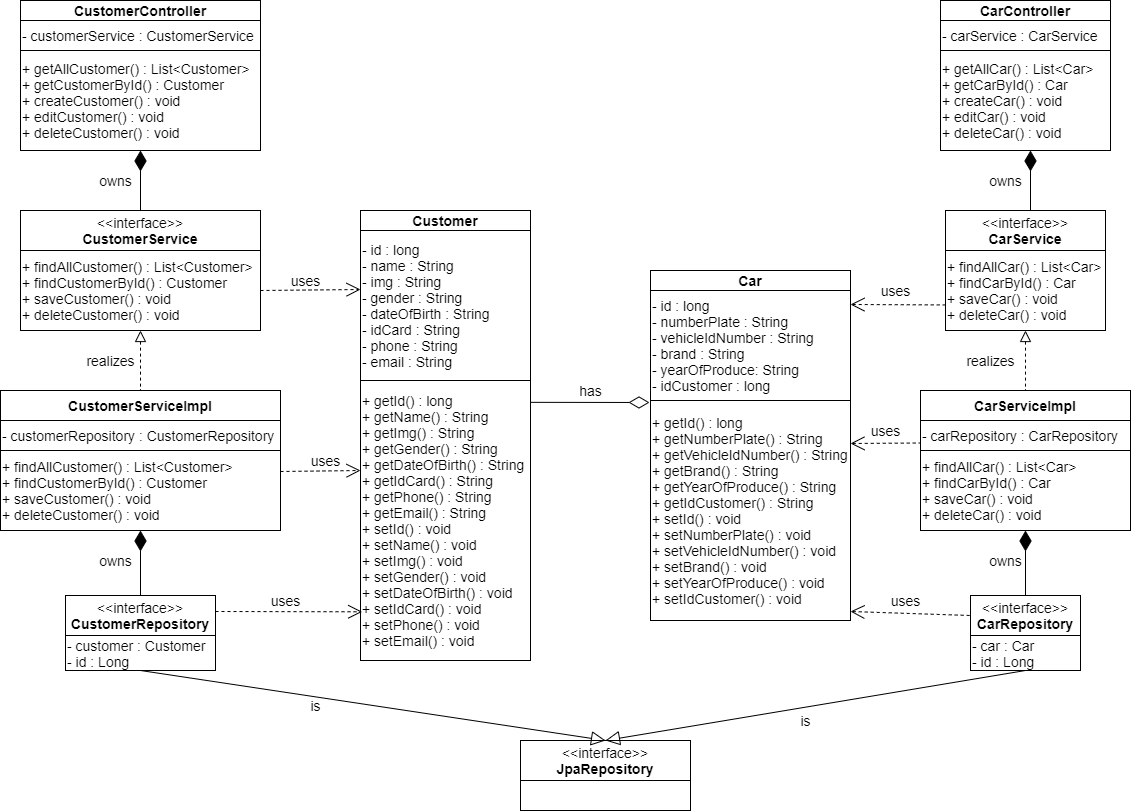 CustomerController
- customerService : CustomerService
+ getAllCustomer() : List<Customer>
+ getCustomerById() : Customer
+ createCustomer() : void
+ editCustomer() : void
+ deleteCustomer() : void
owns
<<interface>>
CustomerService
+ findAllCustomer() : List<Customer>
+ findCustomerById() : Customer
+ saveCustomer() : void
+ deleteCustomer() : void
uses
realizes
CustomerServiceImpl
- customerRepository : CustomerRepository
+ findAllCustomer() : List<Customer>
+ findCustomerById() : Customer
+ saveCustomer() : void
+ deleteCustomer() : void
uses
owns
<<interface>>
CustomerRepository
- customer : Customer
- id : Long
uses
is
Customer
- id : long
- name : String
- img : String
- gender : String
- dateOfBirth : String
- idCard : String
- phone : String
- email : String
+ getId() : long
+ getName() : String
+ getImg() : String
+ getGender() : String
+ getDateOfBirth() : String
+ getIdCard() : String
+ getPhone() : String
+ getEmail() : String
+ setId() : void
+ setName() : void
+ setImg() : void
+ setGender() : void
+ setDateOfBirth() : void
+ setIdCard() : void
+ setPhone() : void
+ setEmail() : void
has
Car
- id : long
- numberPlate : String
- vehicleIdNumber : String
- brand : String
- yearOfProduce: String
- idCustomer : long
+ getId() : long
+ getNumberPlate() : String
+ getVehicleIdNumber() : String
+ getBrand() : String
+ getYearOfProduce() : String
+ getIdCustomer() : String
+ setId() : void
+ setNumberPlate() : void
+ setVehicleIdNumber() : void
+ setBrand() : void
+ setYearOfProduce() : void
+ setIdCustomer() : void
CarController
- carService : CarService
+ getAllCar() : List<Car>
+ getCarById() : Car
+ createCar() : void
+ editCar() : void
+ deleteCar() : void
owns
<<interface>>
CarService
+ findAllCar() : List<Car>
+ findCarById() : Car
+ saveCar() : void
+ deleteCar() : void
uses
realizes
CarServiceImpl
- carRepository : CarRepository
+ findAllCar() : List<Car>
+ findCarById() : Car
+ saveCar() : void
+ deleteCar() : void
uses
owns
<<interface>>
CarRepository
- car : Car
- id : Long
uses
is
<<interface>>
JpaRepository